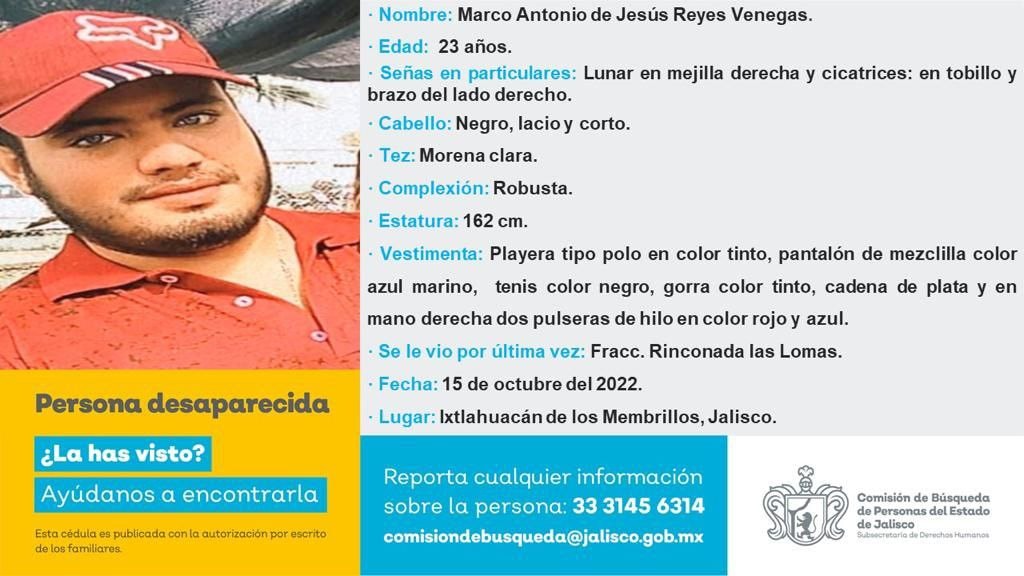 · Nombre: Marco Antonio de Jesús Reyes Venegas.
· Edad:  23 años.
· Señas en particulares: Lunar en mejilla derecha y cicatrices: en tobillo y
brazo del lado derecho.
· Cabello: Negro, lacio y corto.
· Tez: Morena clara.
· Complexión: Robusta.
· Estatura: 162 cm.
· Vestimenta: Playera tipo polo en color tinto, pantalón de mezclilla color
azul marino,  tenis color negro, gorra color tinto, cadena de plata y en
mano derecha dos pulseras de hilo en color rojo y azul.
· Se le vio por última vez: Fracc. Rinconada las Lomas.
· Fecha: 15 de octubre del 2022.
· Lugar: Ixtlahuacán de los Membrillos, Jalisco.
Persona desaparecida
¿La has visto?
Ayúdanos a encontrarla
Esta cédula es publicada con la autorización por escrito
de los familiares.
Reporta cualquier información
sobre la persona: 33 3145 6314
comisiondebusqueda@jalisco.gob.mx
Comisión de Búsqueda
de Personas del Estado
de Jalisco
Subsecretaría de Derechos Humanos